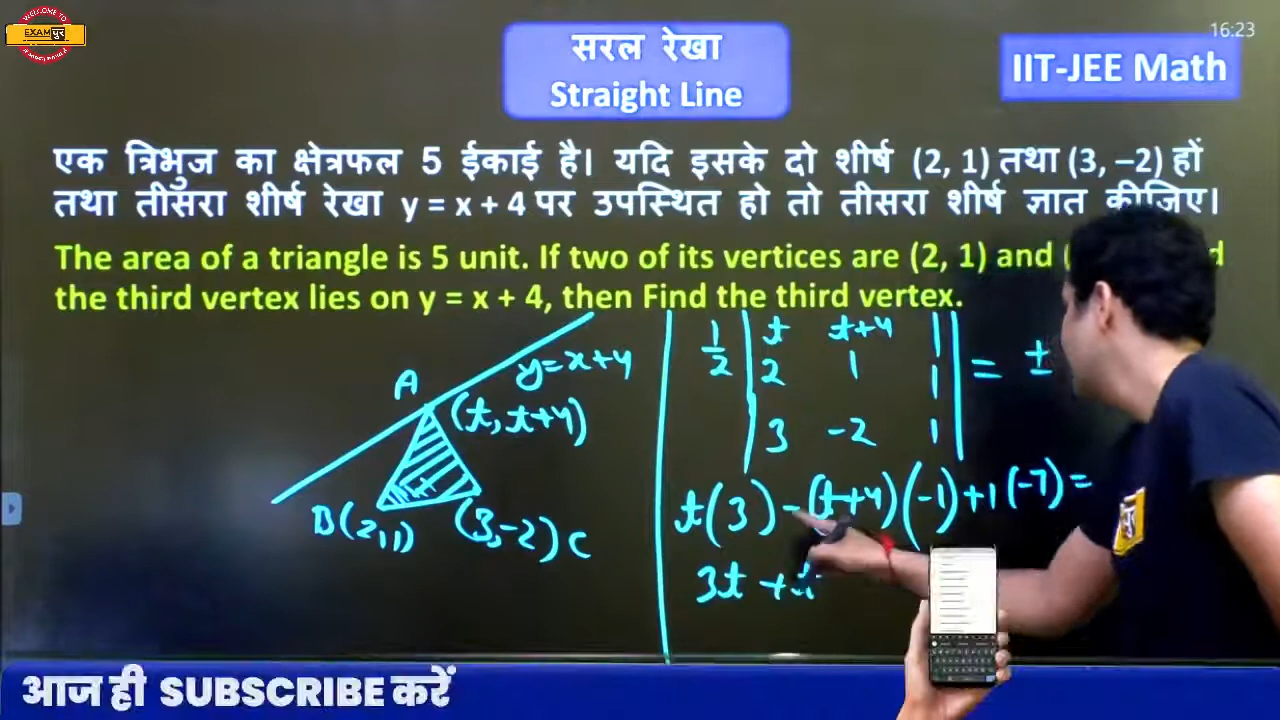 WELCOME TO
EXAMपुर
16:23
सरल रेखा
Straight Line
IIT-JEE Math
एक त्रिभुज का क्षेत्रफल 5 ईकाई है। यदि इसके दो शीर्ष (2, 1) तथा (3, –2) हों
तथा तीसरा शीर्ष रेखा y = x + 4 पर उपस्थित हो तो तीसरा शीर्ष ज्ञात कीजिए।
The area of a triangle is 5 unit. If two of its vertices are (2, 1) and
the third vertex lies on y = x + 4, then Find the third vertex.
A
y=x+4
(t, t+4)
B(2,1)
(3,-2) C
1/2 | t t+4 1 |
| 2 1 1 | = ±
| 3 -2 1 |
t(3) - (t+4)(-1) + 1(-7) =
3t +
पुर
आज ही SUBSCRIBE करें